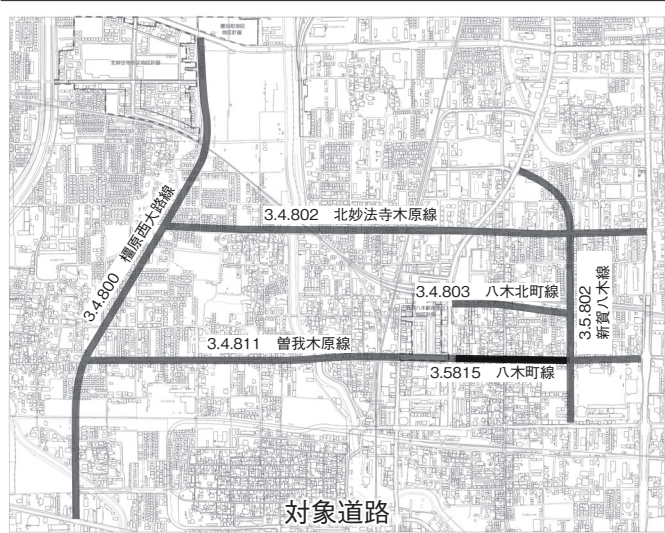 3.4.802 北妙法寺木原線
3.4.800 橿原西大路線
3.4.803 八木北町線
3.5.802
新賀八木線
3.4.811 曽我木原線
3.5815 八木町線
対象道路